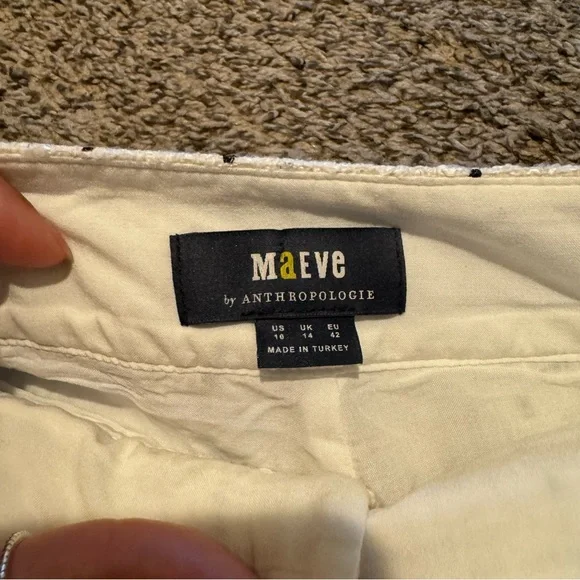 MaEve
by ANTHROPOLOGIE
US UK EU
16 14 42
MADE IN TURKEY